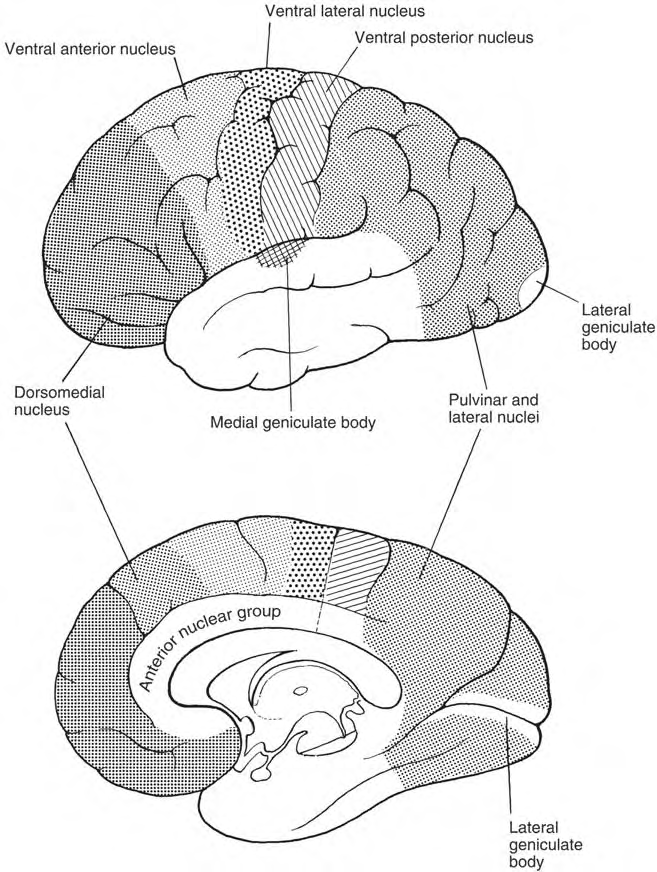 Ventral lateral nucleus
Ventral posterior nucleus
Ventral anterior nucleus
Lateral
geniculate
body
Dorsomedial
nucleus
Medial geniculate body
Pulvinar and
lateral nuclei
Anterior nuclear group
Lateral
geniculate
body